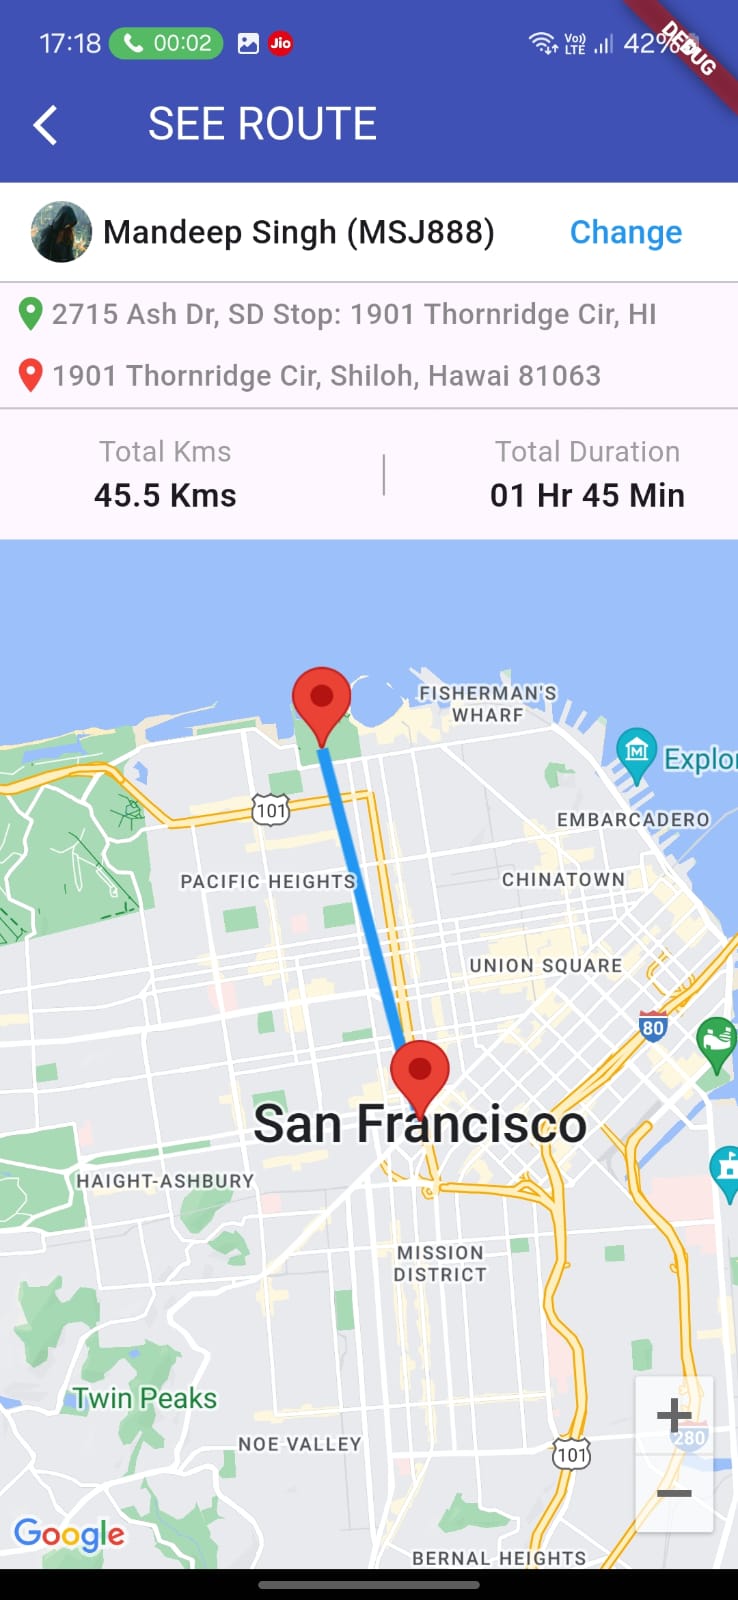 17:18 00:02 Jio Vo)) LTE 42%
DEBUG
SEE ROUTE
Mandeep Singh (MSJ888) Change
2715 Ash Dr, SD Stop: 1901 Thornridge Cir, HI
1901 Thornridge Cir, Shiloh, Hawai 81063
Total Kms Total Duration
45.5 Kms 01 Hr 45 Min
FISHERMAN'S
WHARF
Explor
101
EMBARCADERO
PACIFIC HEIGHTS
CHINATOWN
UNION SQUARE
80
San Francisco
HAIGHT-ASHBURY
MISSION
DISTRICT
Twin Peaks
NOE VALLEY
280
101
Google
BERNAL HEIGHTS